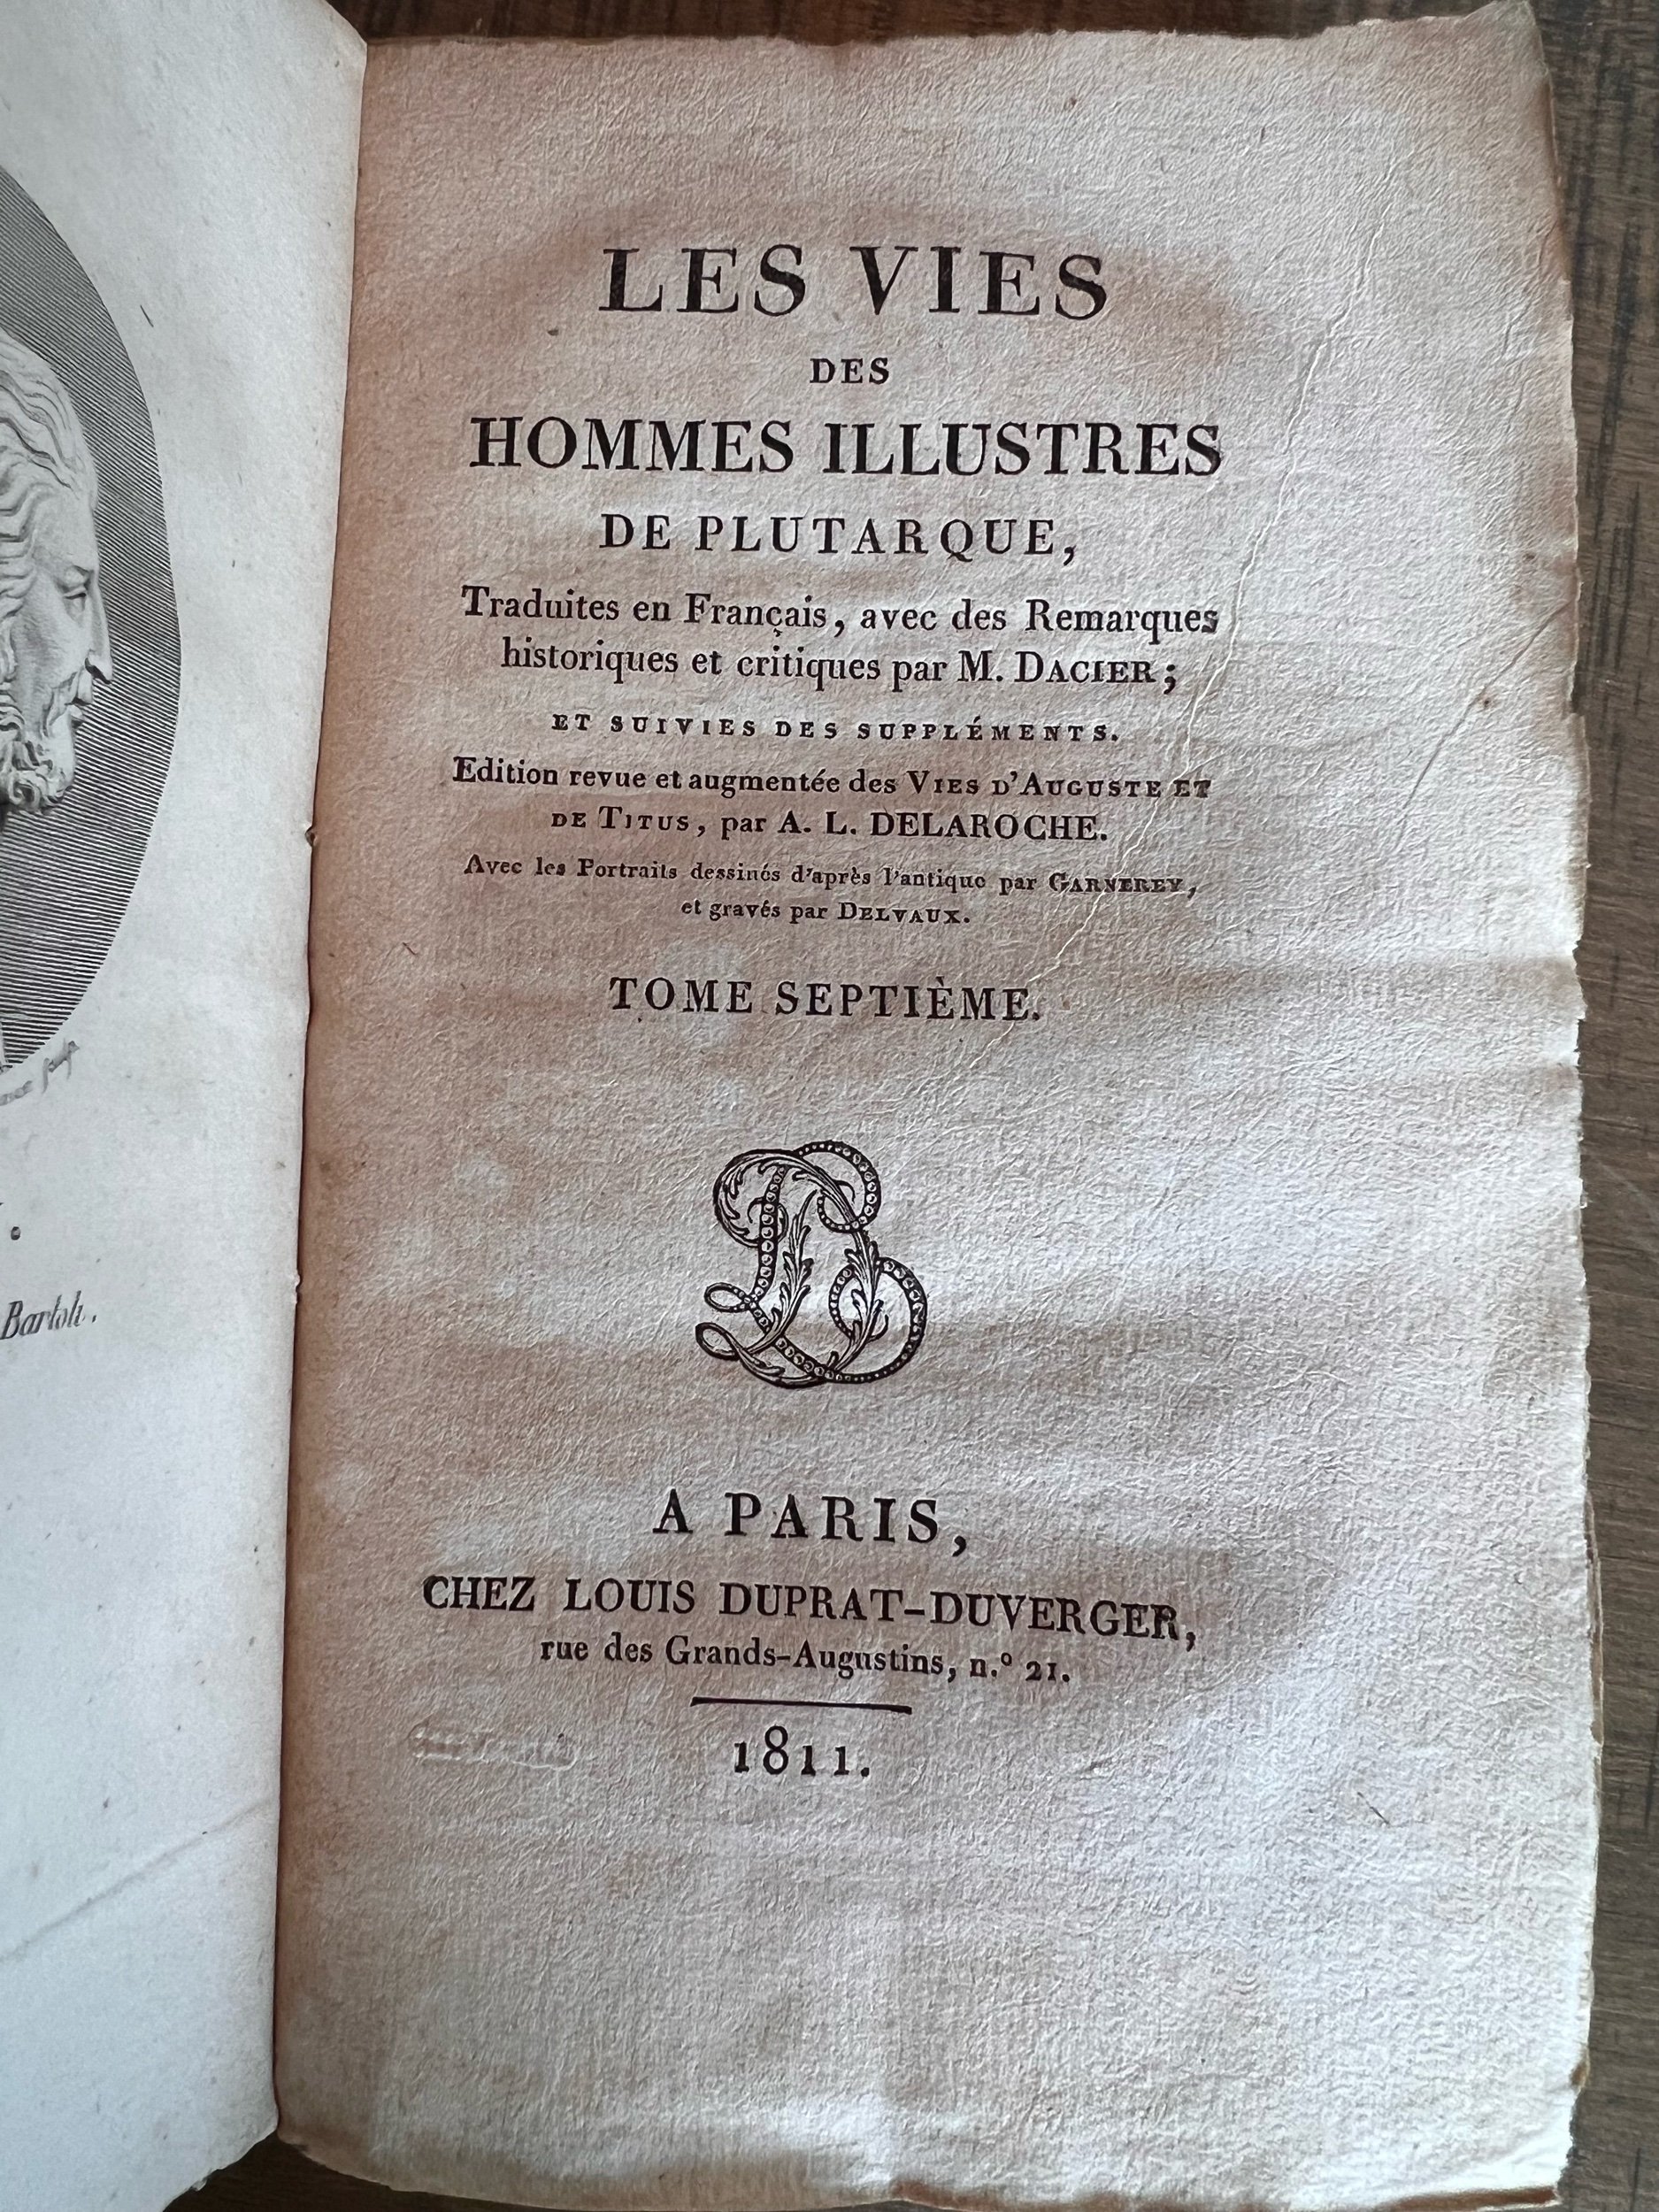 Bartoli.
LES VIES
DES
HOMMES ILLUSTRES
DE PLUTARQUE,
Traduites en Français, avec des Remarques
historiques et critiques par M. DACIER;
ET SUIVIES DES SUPPLÉMENTS.
Edition revue et augmentée des VIES D'AUGUSTE ET
DE TITUS, par A. L. DELAROCHE.
Avec les Portraits dessinés d'après l'antique par GARNEREY,
et gravés par DELVAUX.
TOME SEPTIÈME.
A PARIS,
CHEZ LOUIS DUPRAT-DUVERGER,
rue des Grands-Augustins, n.º 21.
1811.